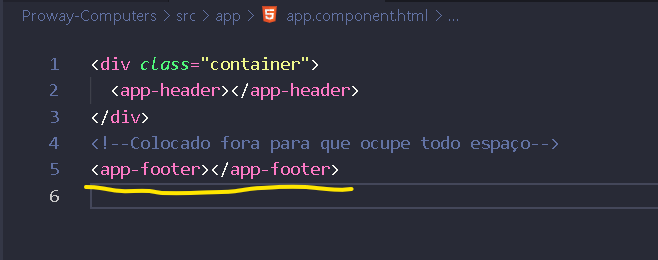 Proway-Computers > src > app > app.component.html > ...
1 <div class="container">
2 <app-header></app-header>
3 </div>
4 <!--Colocado fora para que ocupe todo espaço-->
5 <app-footer></app-footer>
6